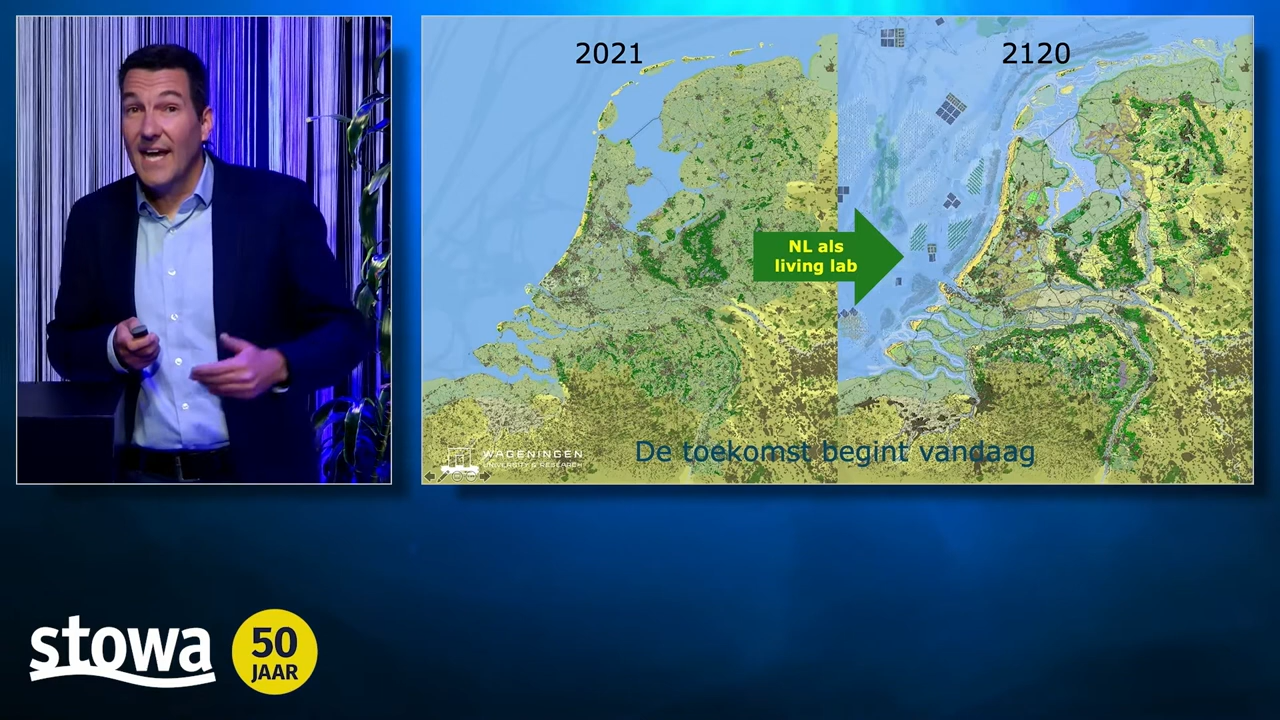 2021
2120
NL als
living lab
De toekomst begint vandaag
WAGENINGEN
UNIVERSITY & RESEARCH
stowa
50
JAAR